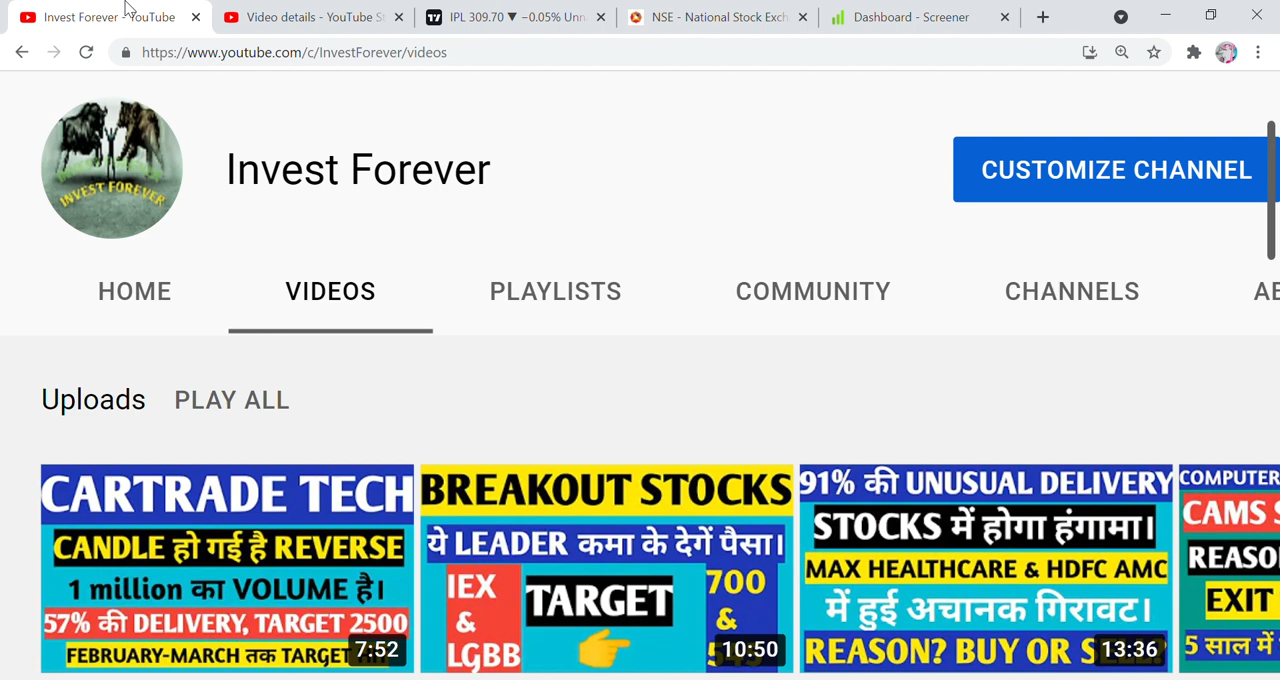 Invest Forever - YouTube
Video details - YouTube St
IPL 309.70 ▼ −0.05% Unna
NSE - National Stock Exch
Dashboard - Screener
https://www.youtube.com/c/InvestForever/videos
INVEST FOREVER
Invest Forever
CUSTOMIZE CHANNEL
HOME
VIDEOS
PLAYLISTS
COMMUNITY
CHANNELS
Uploads
PLAY ALL
CARTRADE TECH
CANDLE हो गई है REVERSE
1 million का VOLUME है।
57% की DELIVERY, TARGET 2500
FEBRUARY-MARCH तक TARGET
7:52
BREAKOUT STOCKS
ये LEADER कमा के देगें पैसा।
IEX
&
LGBB
TARGET
700
&
10:50
91% की UNUSUAL DELIVERY
STOCKS में होगा हंगामा।
MAX HEALTHCARE & HDFC AMC
में हुई अचानक गिरावट।
REASON? BUY OR SELL?
13:36
COMPUTER
CAMS
REASO
EXIT
5 साल में